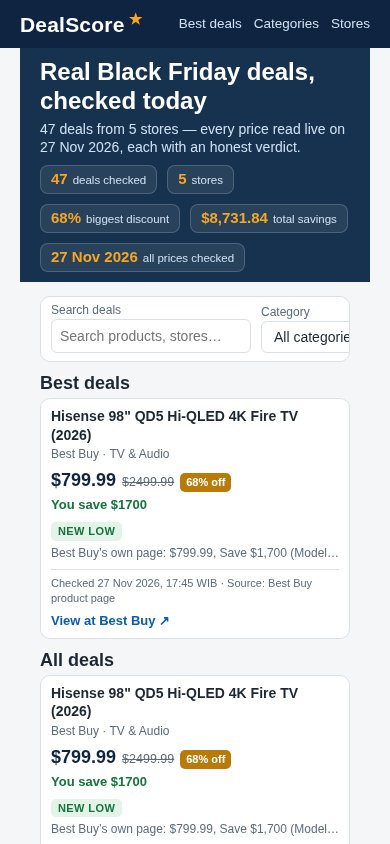 DealScore ★
Best deals Categories Stores
Real Black Friday deals,
checked today
47 deals from 5 stores — every price read live on
27 Nov 2026, each with an honest verdict.
47 deals checked
5 stores
68% biggest discount
$8,731.84 total savings
27 Nov 2026 all prices checked
Search deals
Search products, stores…
Category
All categorie
Best deals
Hisense 98" QD5 Hi-QLED 4K Fire TV
(2026)
Best Buy · TV & Audio
$799.99 $2499.99 68% off
You save $1700
NEW LOW
Best Buy's own page: $799.99, Save $1,700 (Model…
Checked 27 Nov 2026, 17:45 WIB · Source: Best Buy
product page
View at Best Buy ↗
All deals
Hisense 98" QD5 Hi-QLED 4K Fire TV
(2026)
Best Buy · TV & Audio
$799.99 $2499.99 68% off
You save $1700
NEW LOW
Best Buy's own page: $799.99, Save $1,700 (Model…